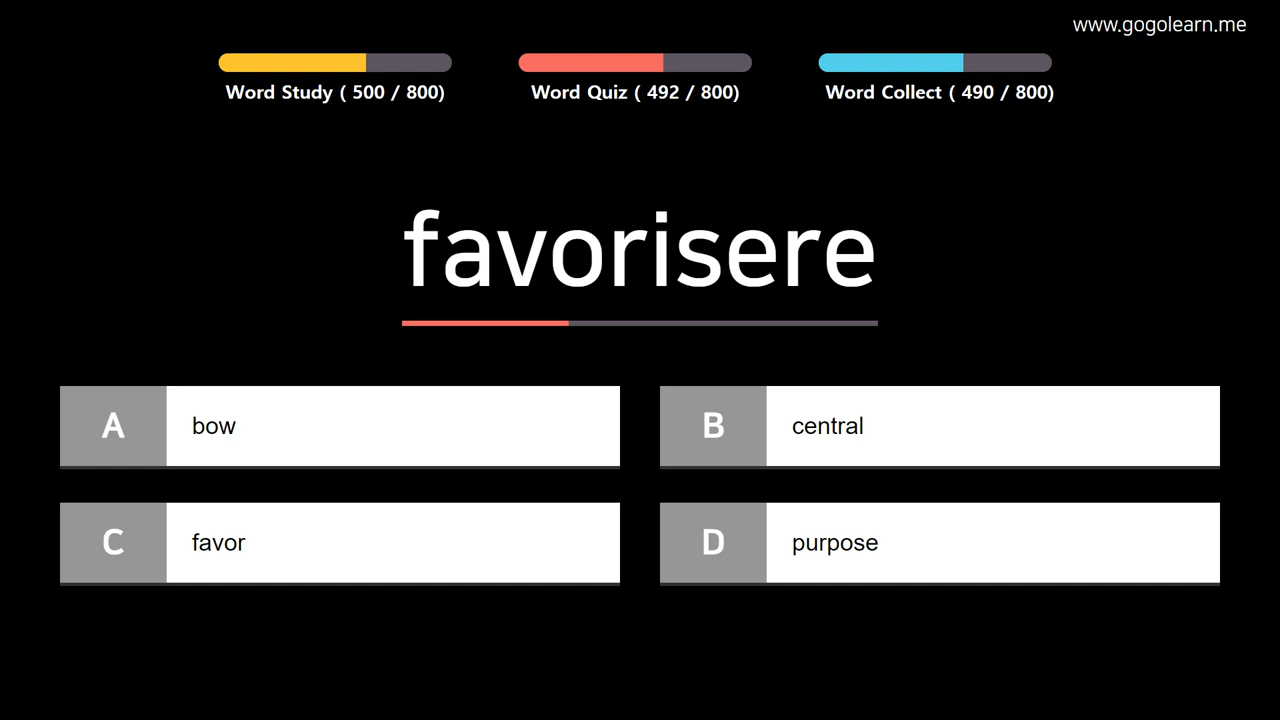 www.gogolearn.me
Word Study ( 500 / 800)
Word Quiz ( 492 / 800)
Word Collect ( 490 / 800)
favorisere
A bow
B central
C favor
D purpose